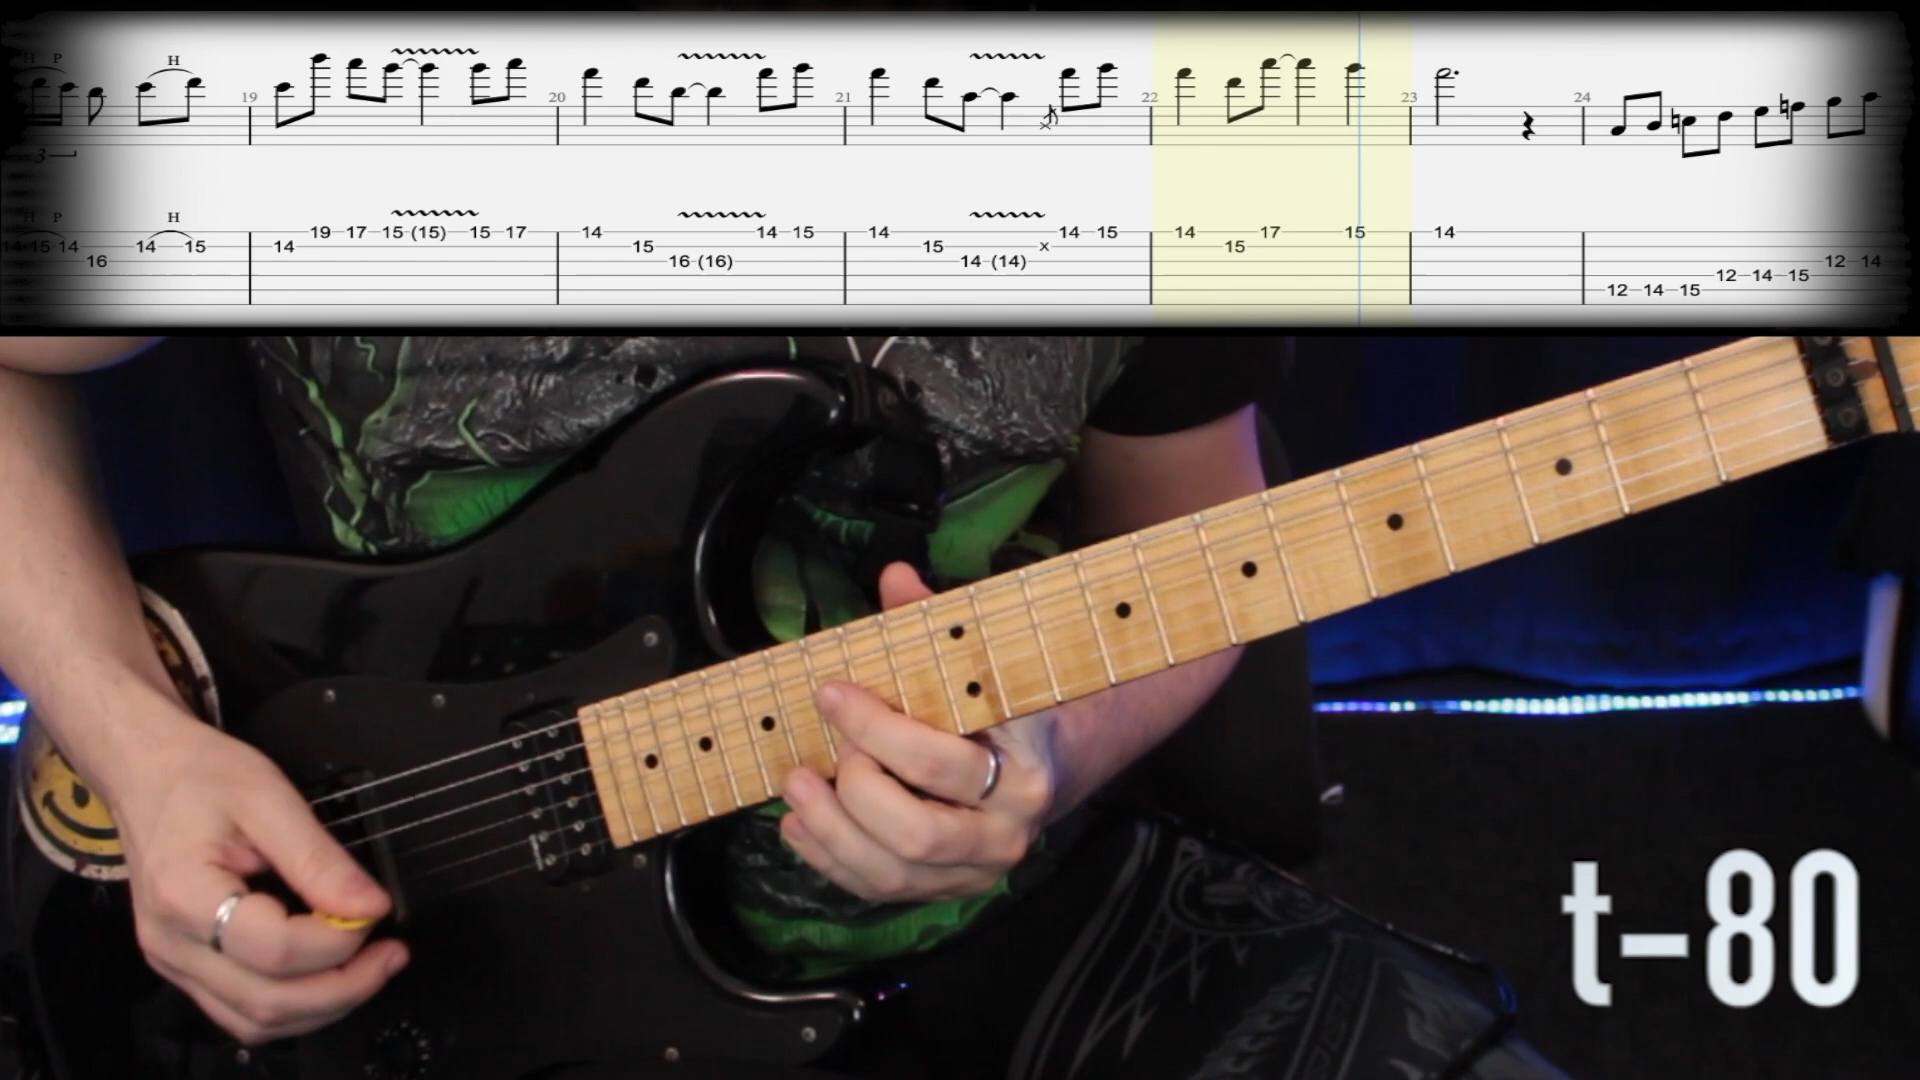 H P H
19 20 21 22 23 24
3
H P H
19 17 15 (15) 15 17 14 14 15 14 14 15 14 17 15 14
14 15 14 14 15 14 15 15 x 15
16 16 (16) 14 (14) 12 14
12 14 15
12 14 15
t-80